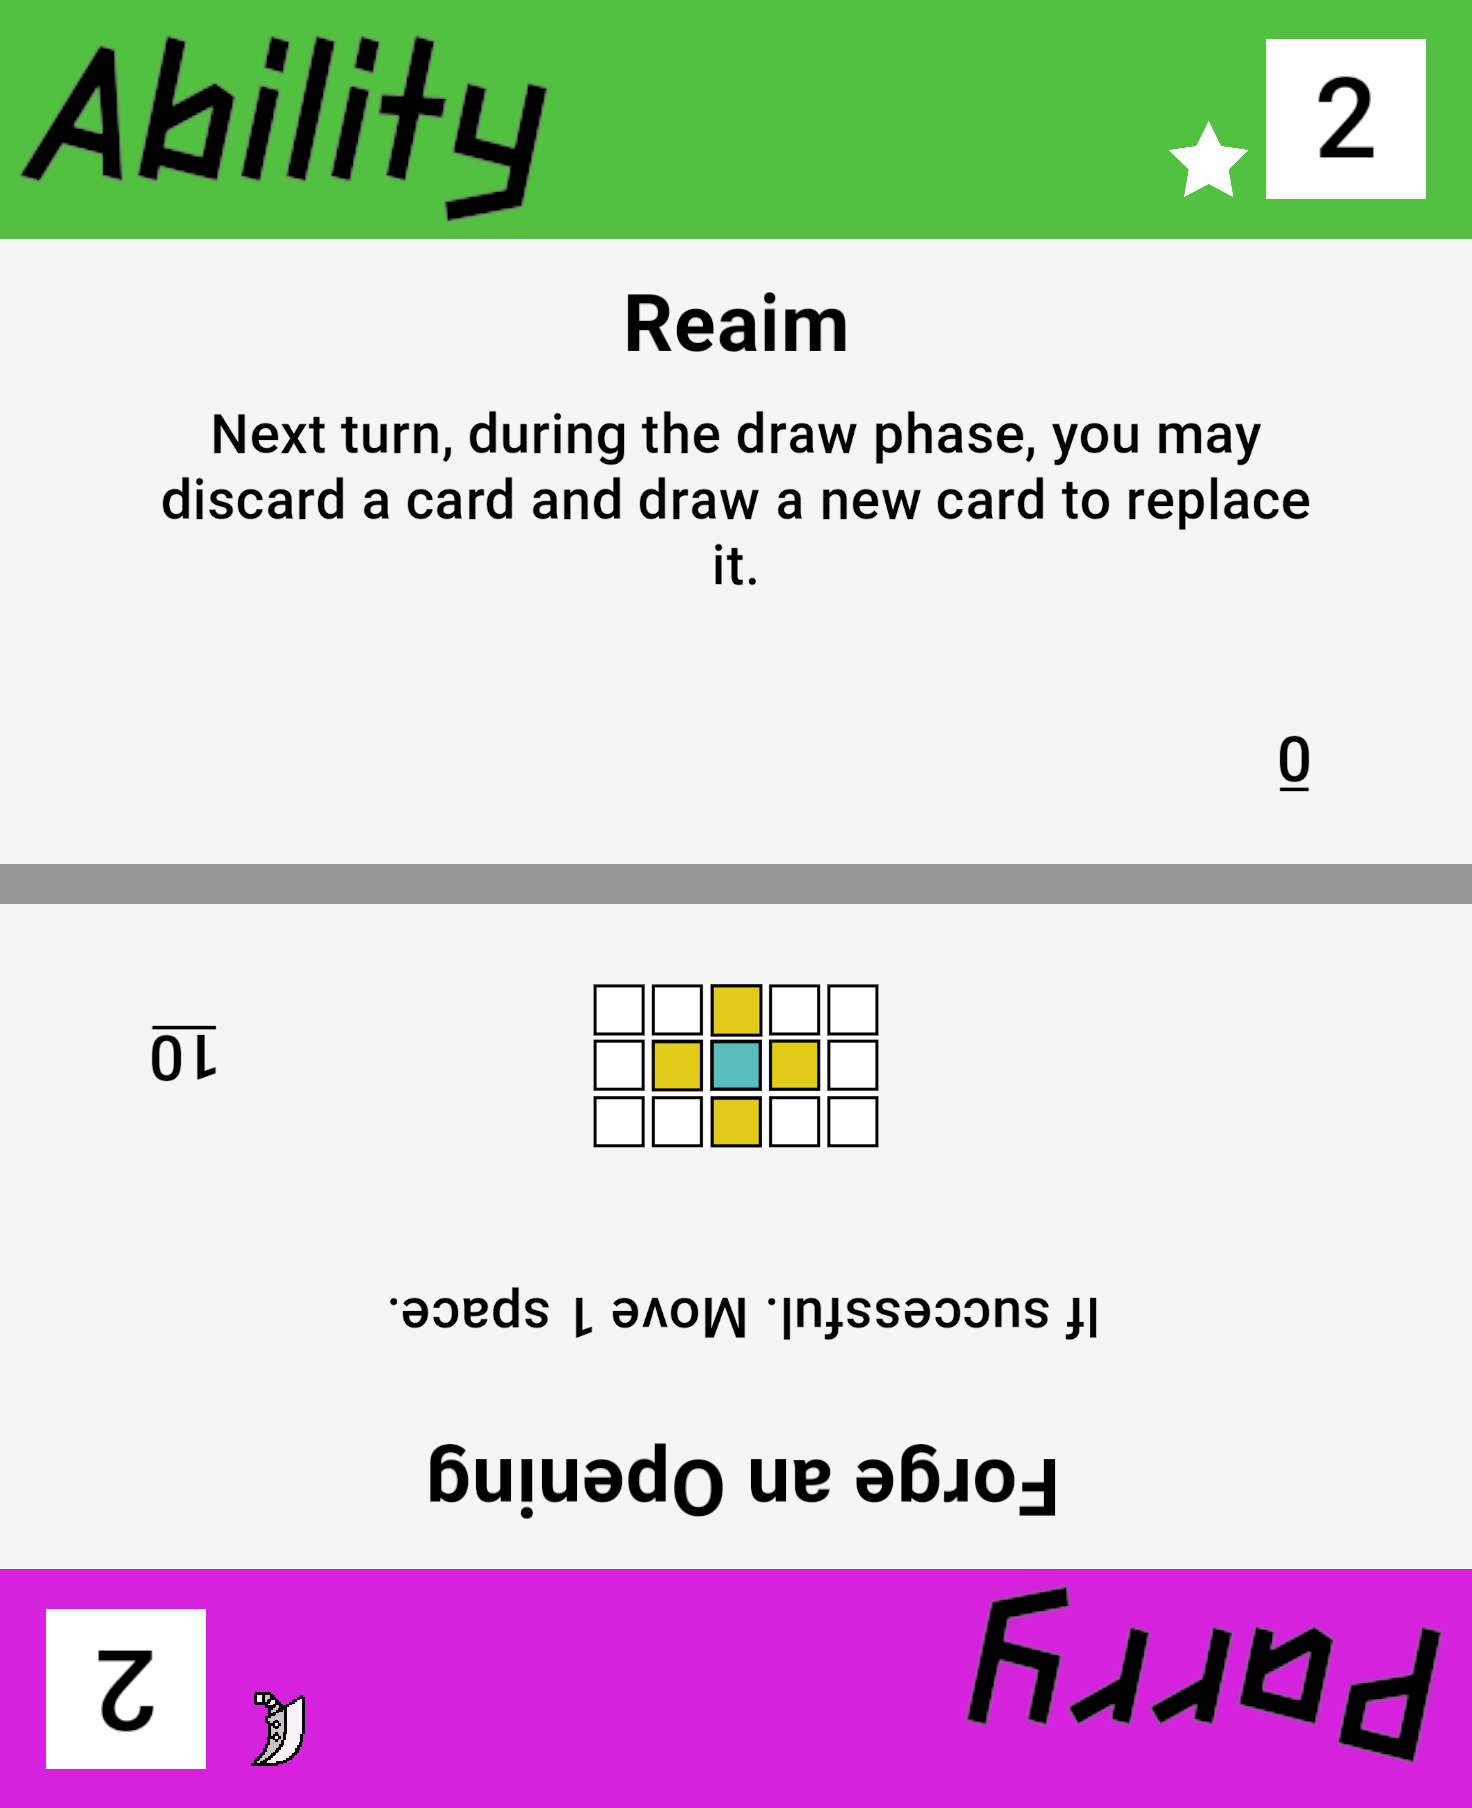 Ability
2
Reaim
Next turn, during the draw phase, you may
discard a card and draw a new card to replace
it.
0
Parry
2
Forge an Opening
If successful. Move 1 space.
10